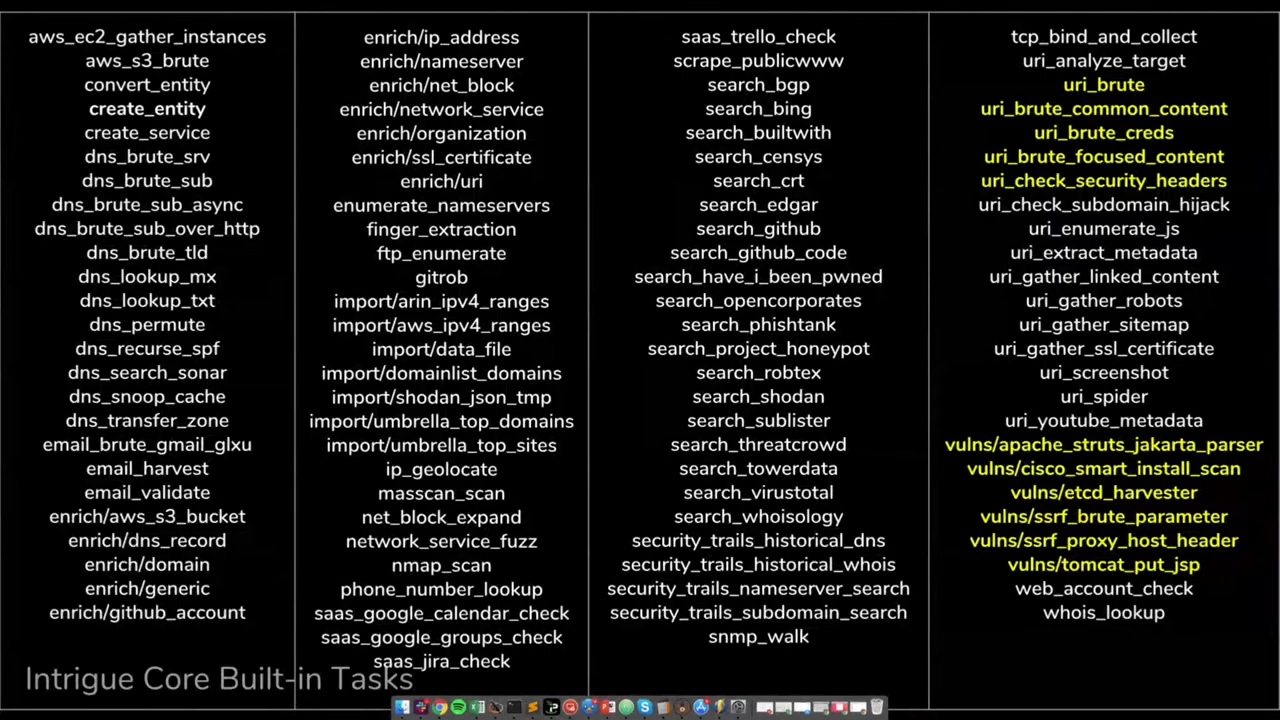 aws_ec2_gather_instances
aws_s3_brute
convert_entity
create_entity
create_service
dns_brute_srv
dns_brute_sub
dns_brute_sub_async
dns_brute_sub_over_http
dns_brute_tld
dns_lookup_mx
dns_lookup_txt
dns_permute
dns_recurse_spf
dns_search_sonar
dns_snoop_cache
dns_transfer_zone
email_brute_gmail_glxu
email_harvest
email_validate
enrich/aws_s3_bucket
enrich/dns_record
enrich/domain
enrich/generic
enrich/github_account
enrich/ip_address
enrich/nameserver
enrich/net_block
enrich/network_service
enrich/organization
enrich/ssl_certificate
enrich/uri
enumerate_nameservers
finger_extraction
ftp_enumerate
gitrob
import/arin_ipv4_ranges
import/aws_ipv4_ranges
import/data_file
import/domainlist_domains
import/shodan_json_tmp
import/umbrella_top_domains
import/umbrella_top_sites
ip_geolocate
masscan_scan
net_block_expand
network_service_fuzz
nmap_scan
phone_number_lookup
saas_google_calendar_check
saas_google_groups_check
saas_jira_check
saas_trello_check
scrape_publicwww
search_bgp
search_bing
search_builtwith
search_censys
search_crt
search_edgar
search_github
search_github_code
search_have_i_been_pwned
search_opencorporates
search_phishtank
search_project_honeypot
search_robtex
search_shodan
search_sublister
search_threatcrowd
search_towerdata
search_virustotal
search_whoisology
security_trails_historical_dns
security_trails_historical_whois
security_trails_nameserver_search
security_trails_subdomain_search
snmp_walk
tcp_bind_and_collect
uri_analyze_target
uri_brute
uri_brute_common_content
uri_brute_creds
uri_brute_focused_content
uri_check_security_headers
uri_check_subdomain_hijack
uri_enumerate_js
uri_extract_metadata
uri_gather_linked_content
uri_gather_robots
uri_gather_sitemap
uri_gather_ssl_certificate
uri_screenshot
uri_spider
uri_youtube_metadata
vulns/apache_struts_jakarta_parser
vulns/cisco_smart_install_scan
vulns/etcd_harvester
vulns/ssrf_brute_parameter
vulns/ssrf_proxy_host_header
vulns/tomcat_put_jsp
web_account_check
whois_lookup
Intrigue Core Built-in Tasks